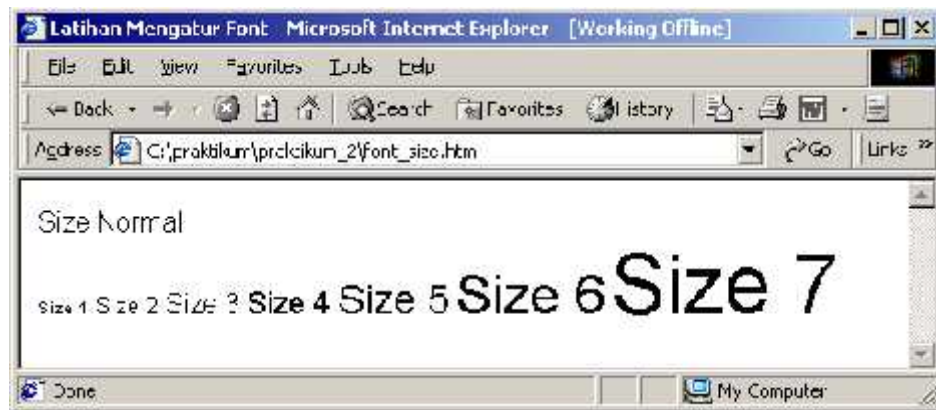 Latihan Mengatur Font Microsoft Internet Explorer [Working Offline]
File Edit View Favorites Tools Help
Back Search Favorites History
Address C:\praktikum\praktikum_2\font_size.htm Go Links
Size Normal
Size 1 Size 2 Size 3 Size 4 Size 5 Size 6 Size 7
Done My Computer